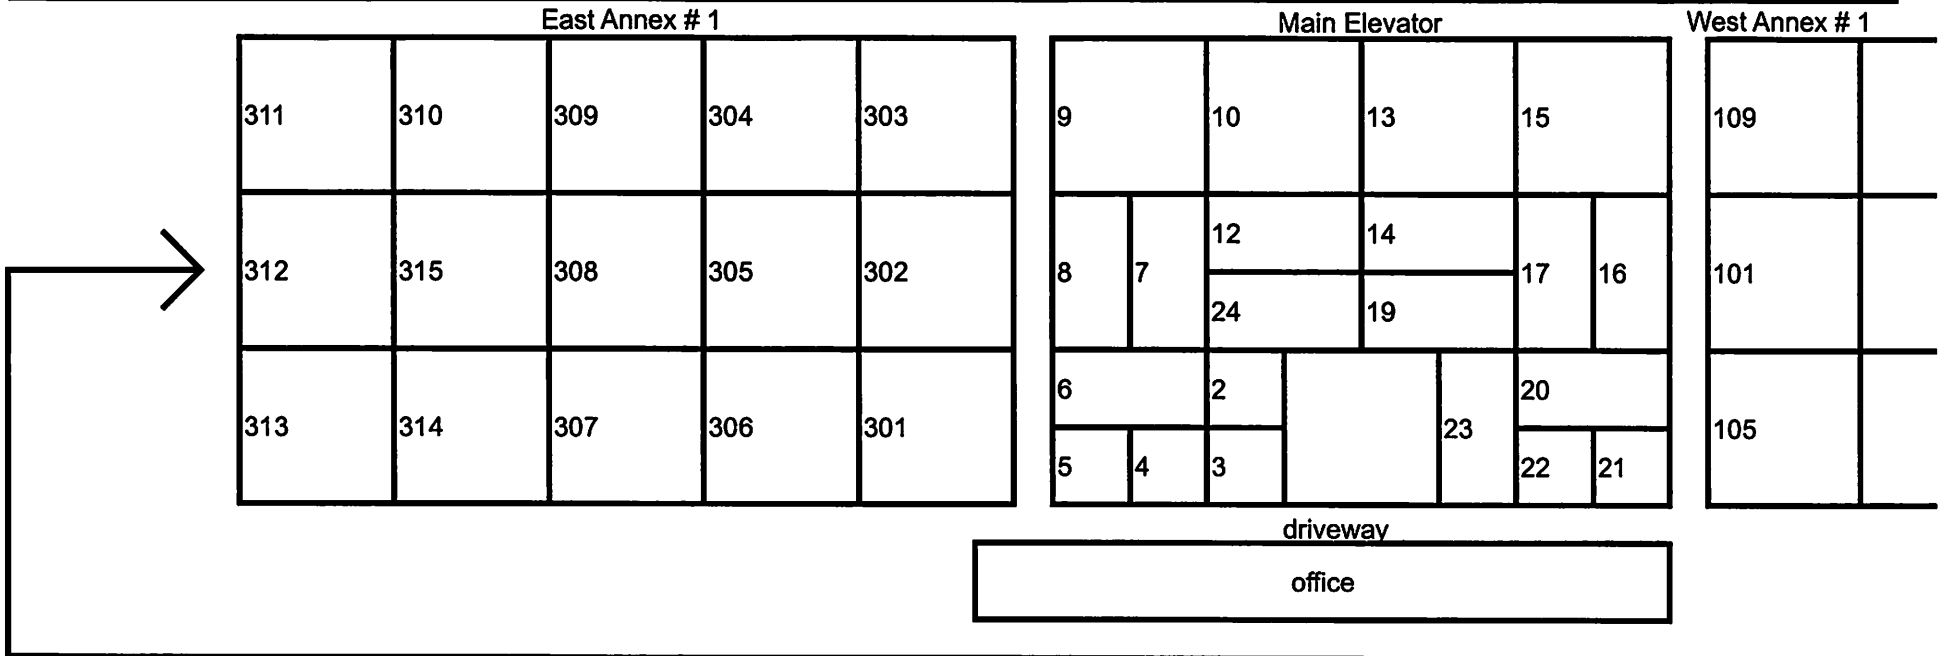 East Annex # 1
Main Elevator
West Annex # 1
311 310 309 304 303
9 10 13 15
109
312 315 308 305 302
8 7 12 14 17 16
24 19
101
313 314 307 306 301
6 2 23 20
5 4 3 22 21
105
driveway
office